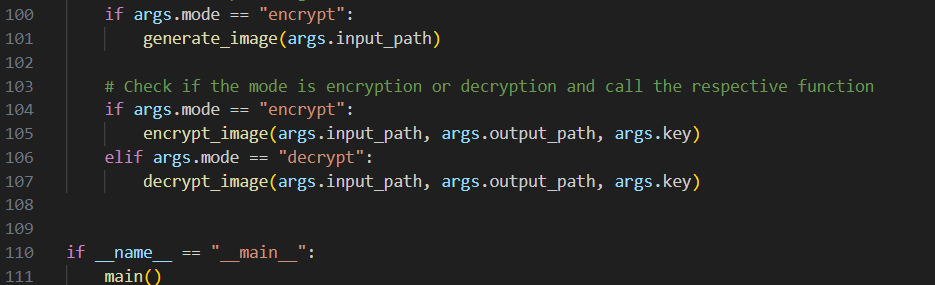 100 if args.mode == "encrypt":
101 generate_image(args.input_path)
102
103 # Check if the mode is encryption or decryption and call the respective function
104 if args.mode == "encrypt":
105 encrypt_image(args.input_path, args.output_path, args.key)
106 elif args.mode == "decrypt":
107 decrypt_image(args.input_path, args.output_path, args.key)
108
109
110 if __name__ == "__main__":
111 main()